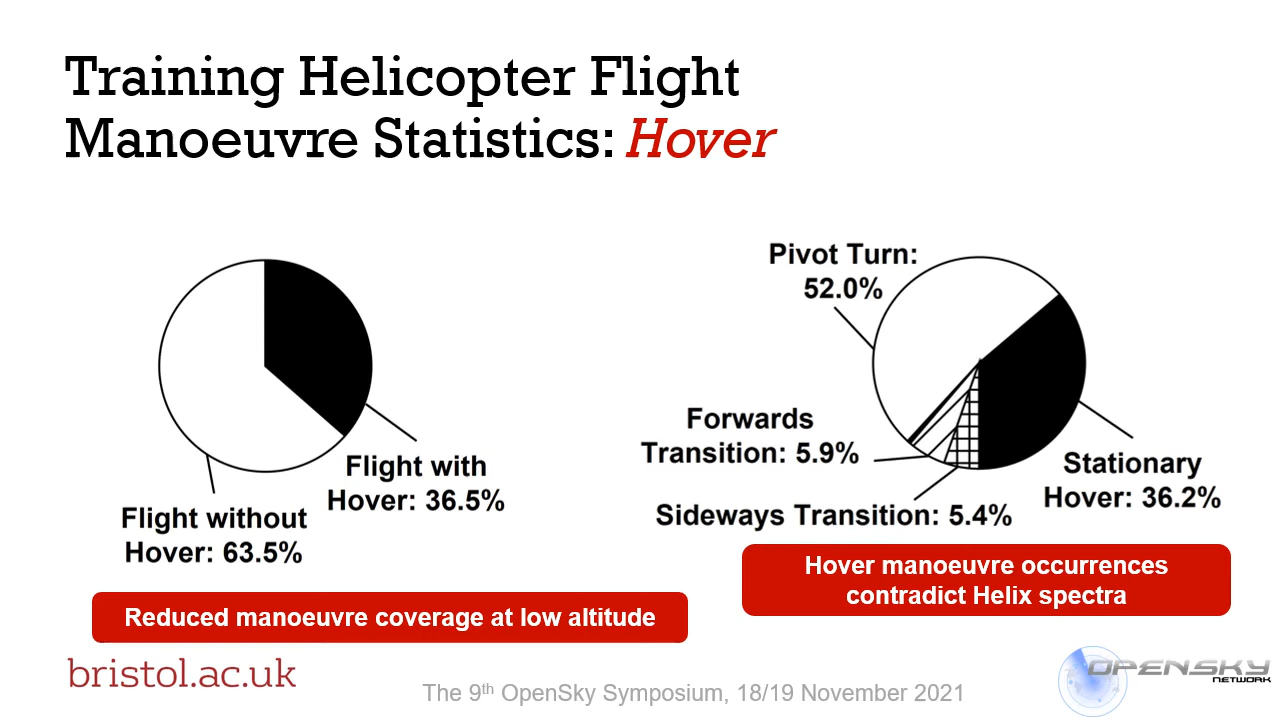 Training Helicopter Flight
Manoeuvre Statistics: Hover
Flight with
Hover: 36.5%
Flight without
Hover: 63.5%
Reduced manoeuvre coverage at low altitude
Pivot Turn:
52.0%
Forwards
Transition: 5.9%
Sideways Transition: 5.4%
Stationary
Hover: 36.2%
Hover manoeuvre occurrences
contradict Helix spectra
bristol.ac.uk
The 9th OpenSky Symposium, 18/19 November 2021
OPENSKY
NETWORK